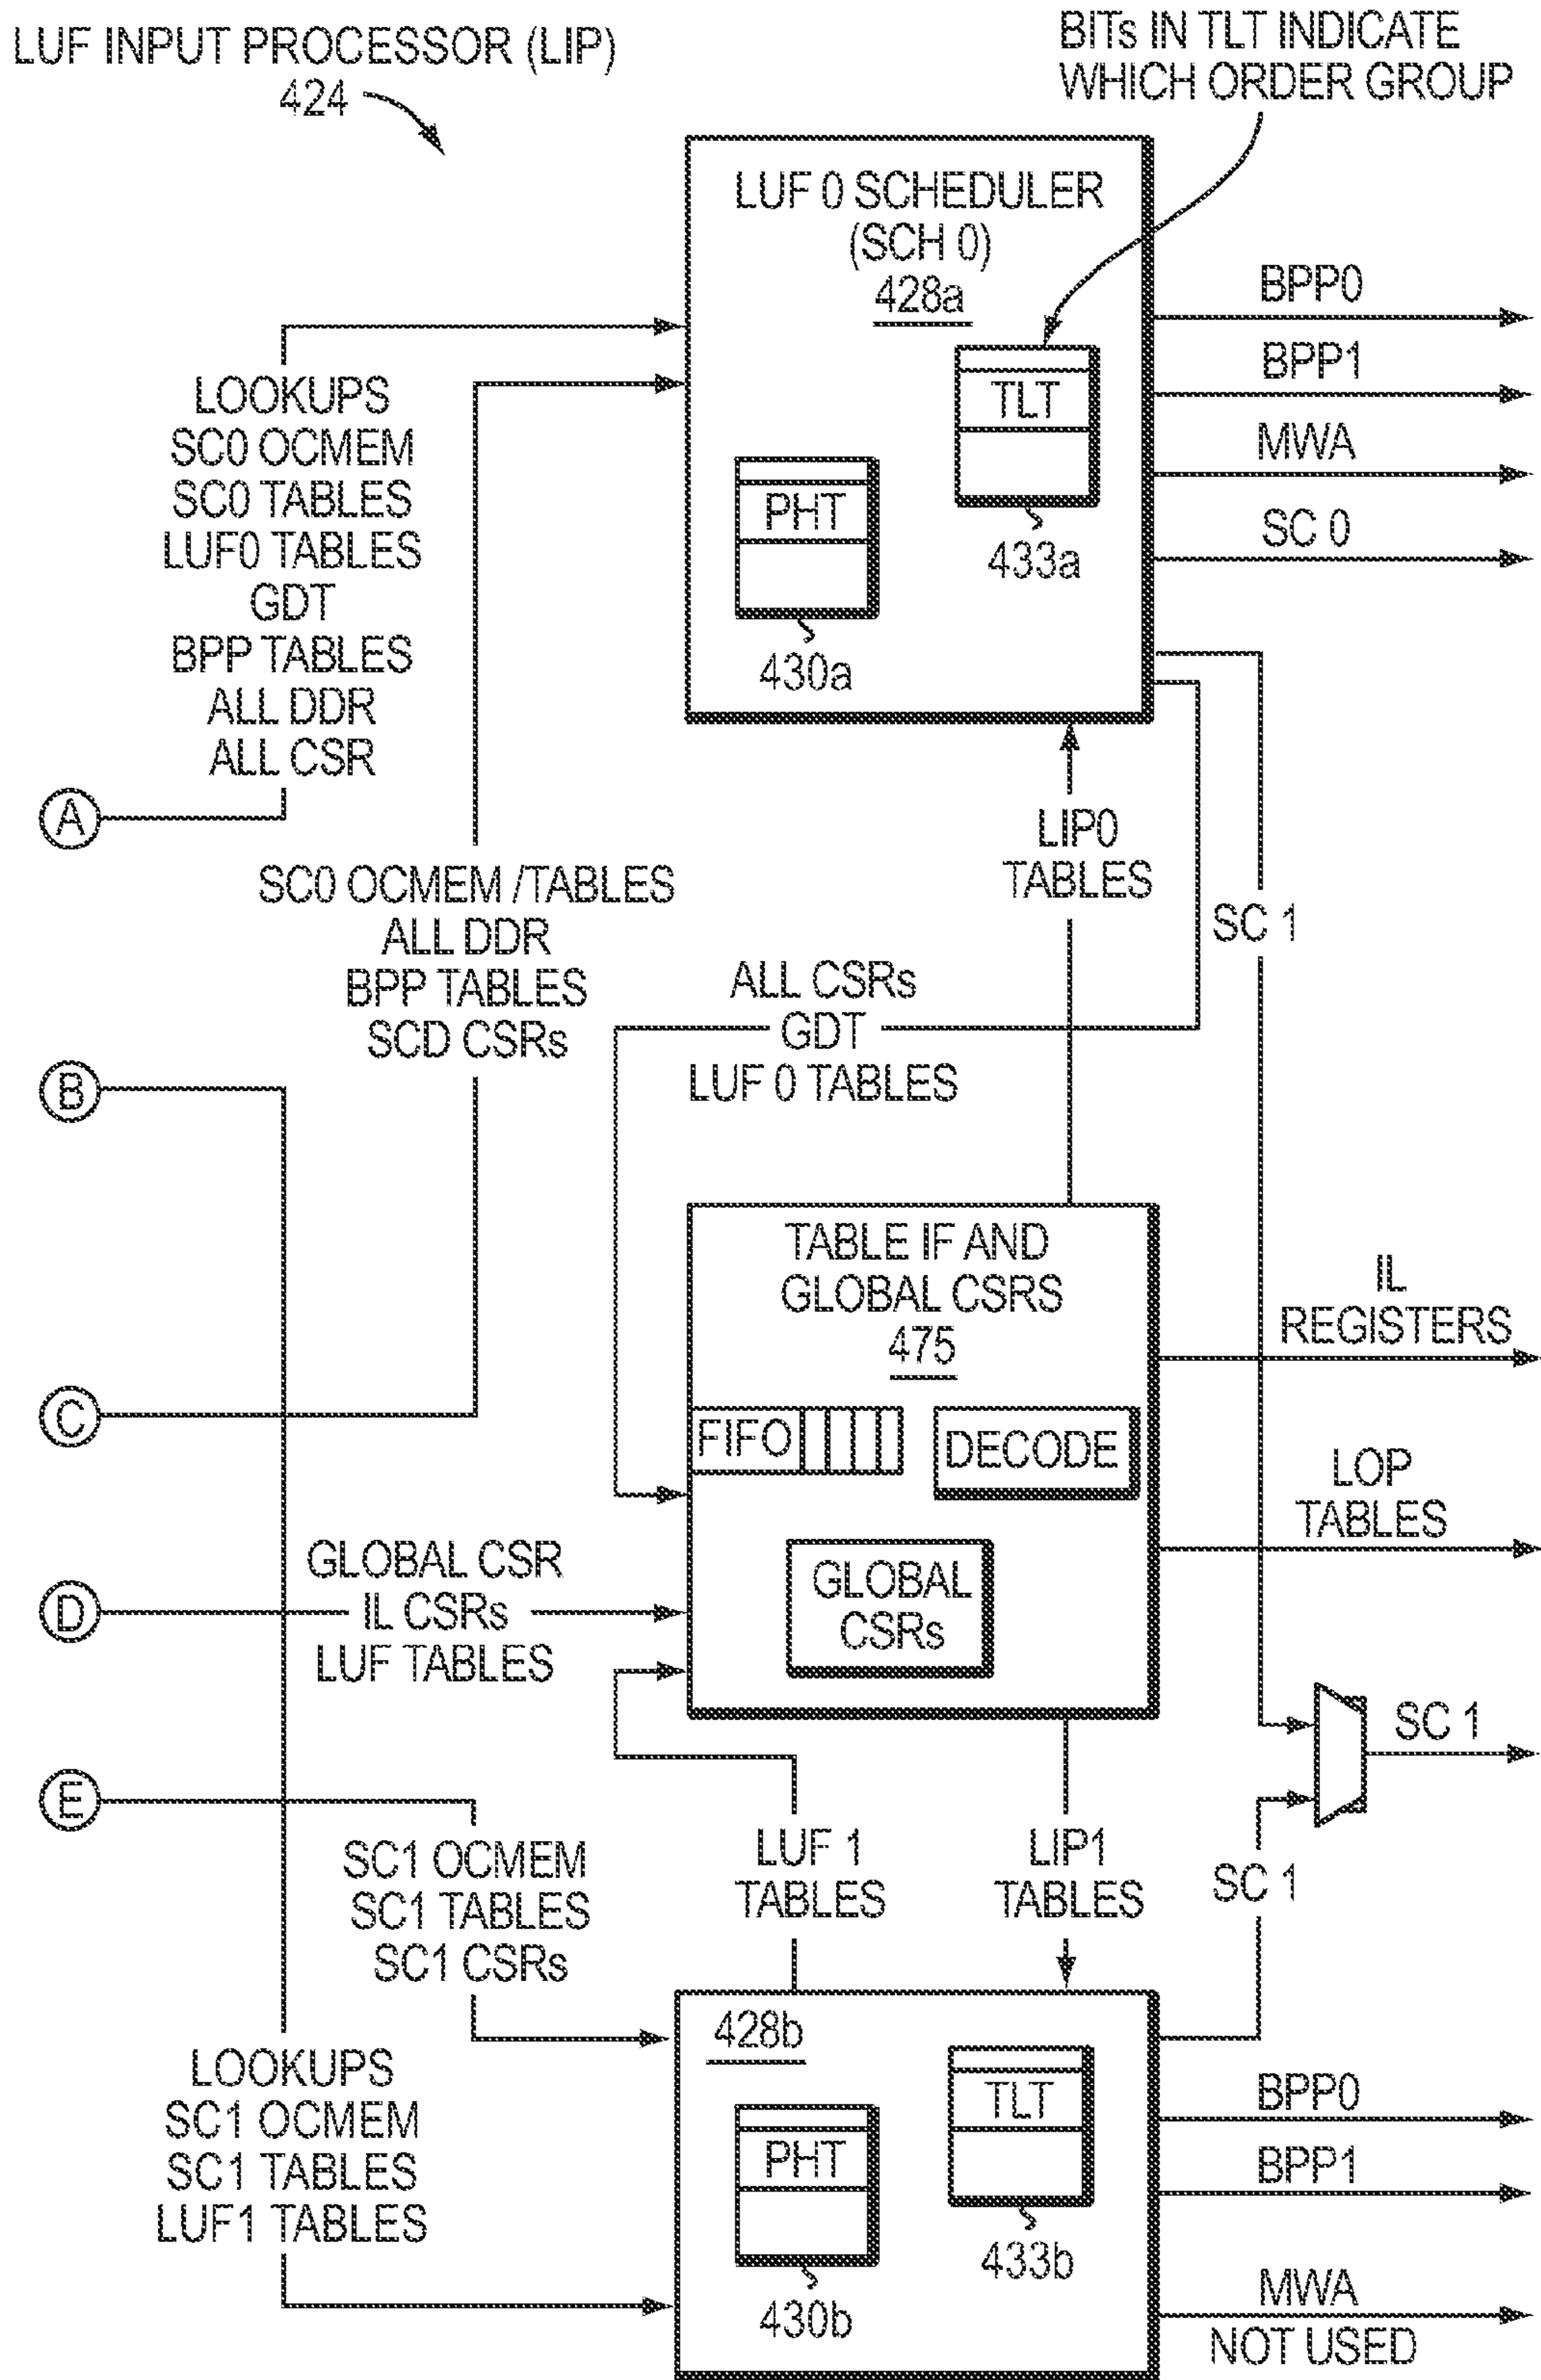 LUF INPUT PROCESSOR (LIP)
424
BITs IN TLT INDICATE
WHICH ORDER GROUP
LUF 0 SCHEDULER
(SCH 0)
428a
TLT
433a
PHT
430a
BPP0
BPP1
MWA
SC 0
LOOKUPS
SC0 OCMEM
SC0 TABLES
LUF0 TABLES
GDT
BPP TABLES
ALL DDR
ALL CSR
A
SC0 OCMEM /TABLES
ALL DDR
BPP TABLES
SCD CSRs
LIP0
TABLES
SC 1
ALL CSRs
GDT
LUF 0 TABLES
B
TABLE IF AND
GLOBAL CSRS
475
FIFO
DECODE
GLOBAL
CSRs
IL
REGISTERS
LOP
TABLES
C
D
GLOBAL CSR
IL CSRs
LUF TABLES
SC 1
E
SC1 OCMEM
SC1 TABLES
SC1 CSRs
LUF 1
TABLES
LIP1
TABLES
SC 1
LOOKUPS
SC1 OCMEM
SC1 TABLES
LUF1 TABLES
428b
TLT
433b
PHT
430b
BPP0
BPP1
MWA
NOT USED